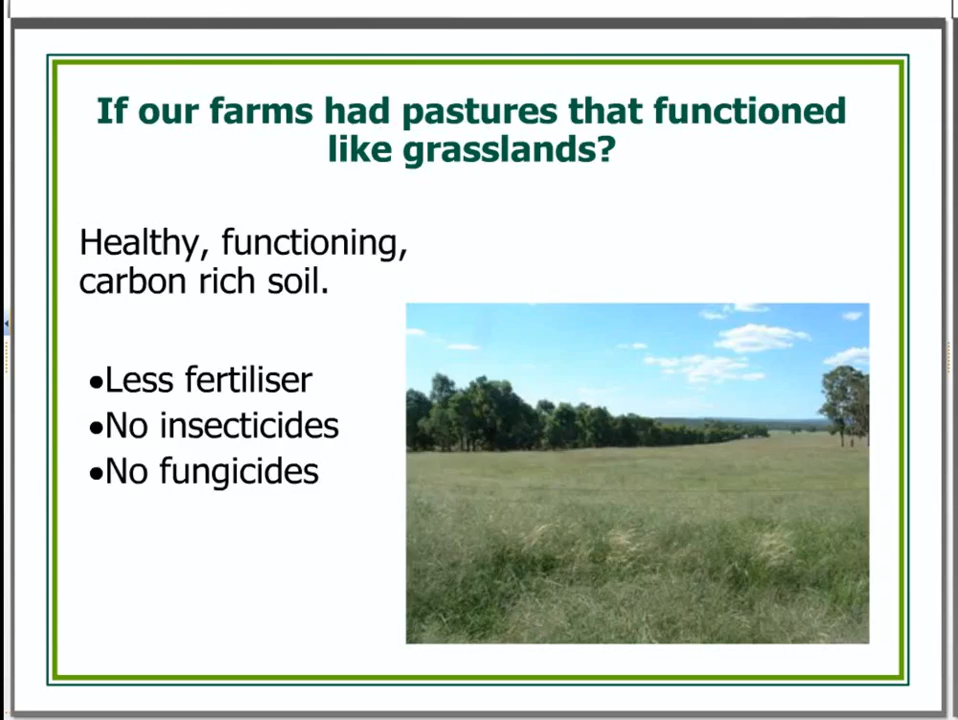 If our farms had pastures that functioned
like grasslands?
Healthy, functioning,
carbon rich soil.
•Less fertiliser
•No insecticides
•No fungicides